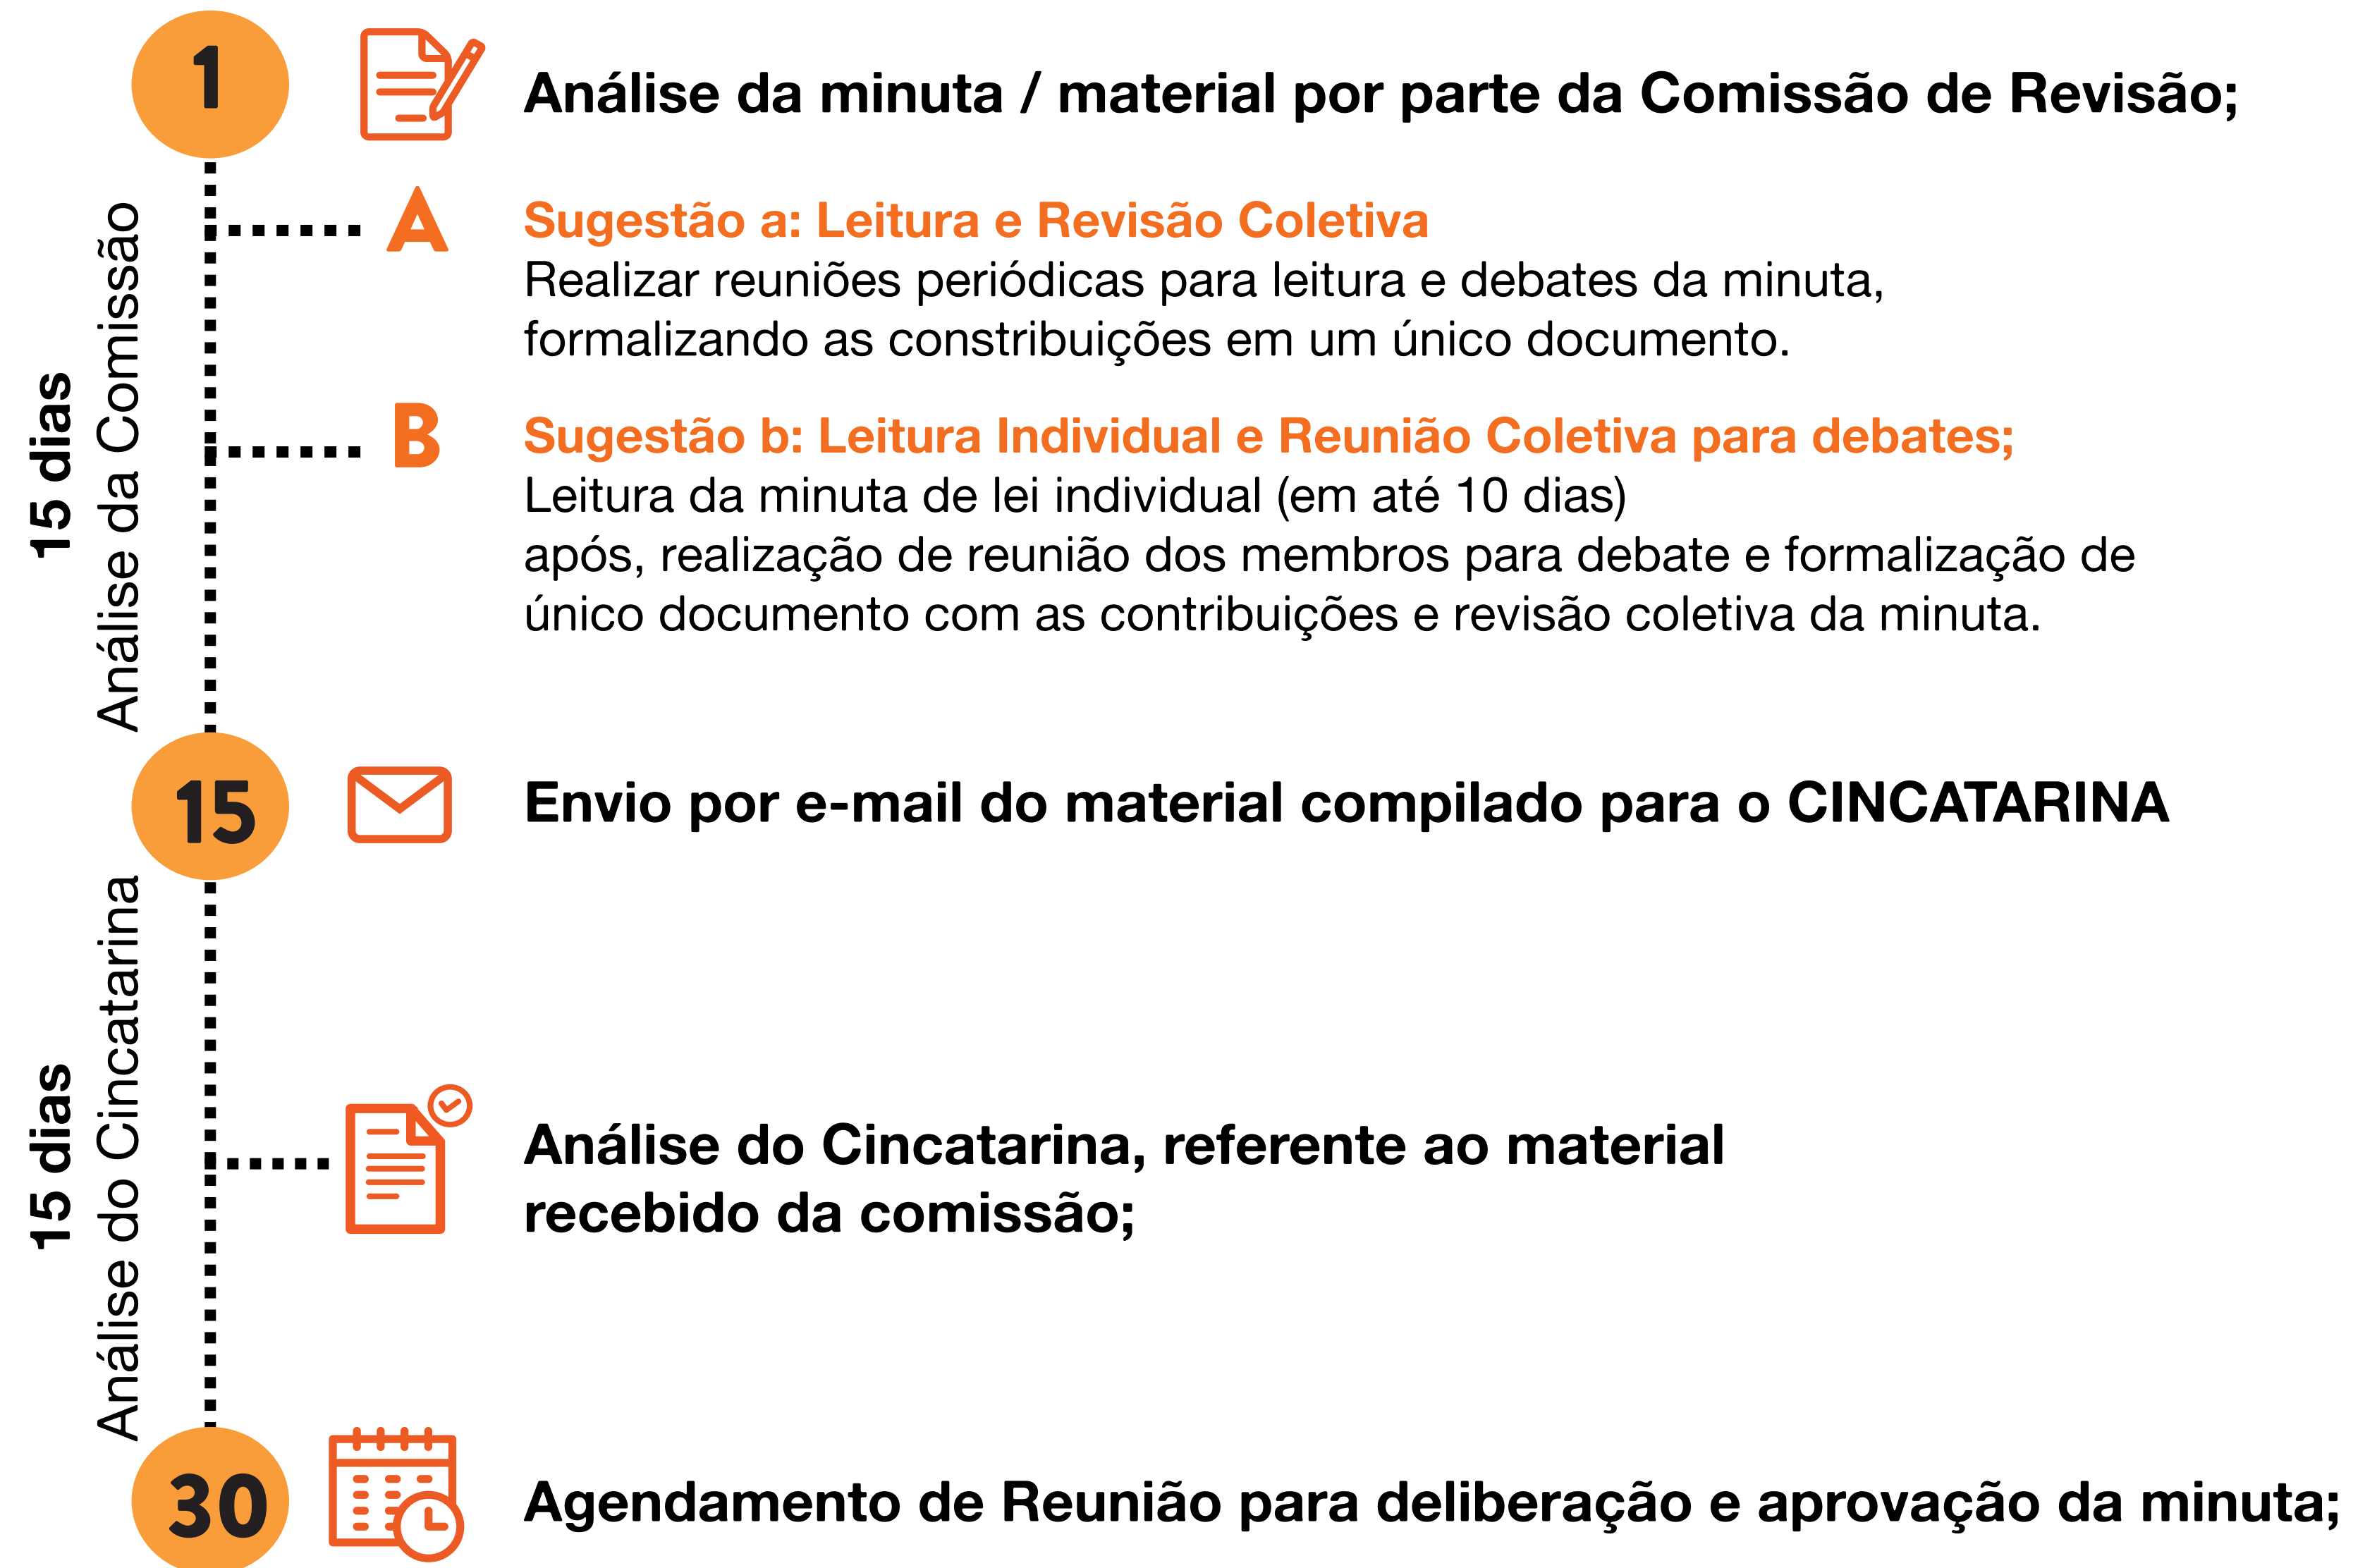 1
Análise da minuta / material por parte da Comissão de Revisão;
15 dias
Análise da Comissão
A
Sugestão a: Leitura e Revisão Coletiva
Realizar reuniões periódicas para leitura e debates da minuta,
formalizando as constribuições em um único documento.
B
Sugestão b: Leitura Individual e Reunião Coletiva para debates;
Leitura da minuta de lei individual (em até 10 dias)
após, realização de reunião dos membros para debate e formalização de
único documento com as contribuições e revisão coletiva da minuta.
15
Envio por e-mail do material compilado para o CINCATARINA
15 dias
Análise do Cincatarina
Análise do Cincatarina, referente ao material
recebido da comissão;
30
Agendamento de Reunião para deliberação e aprovação da minuta;